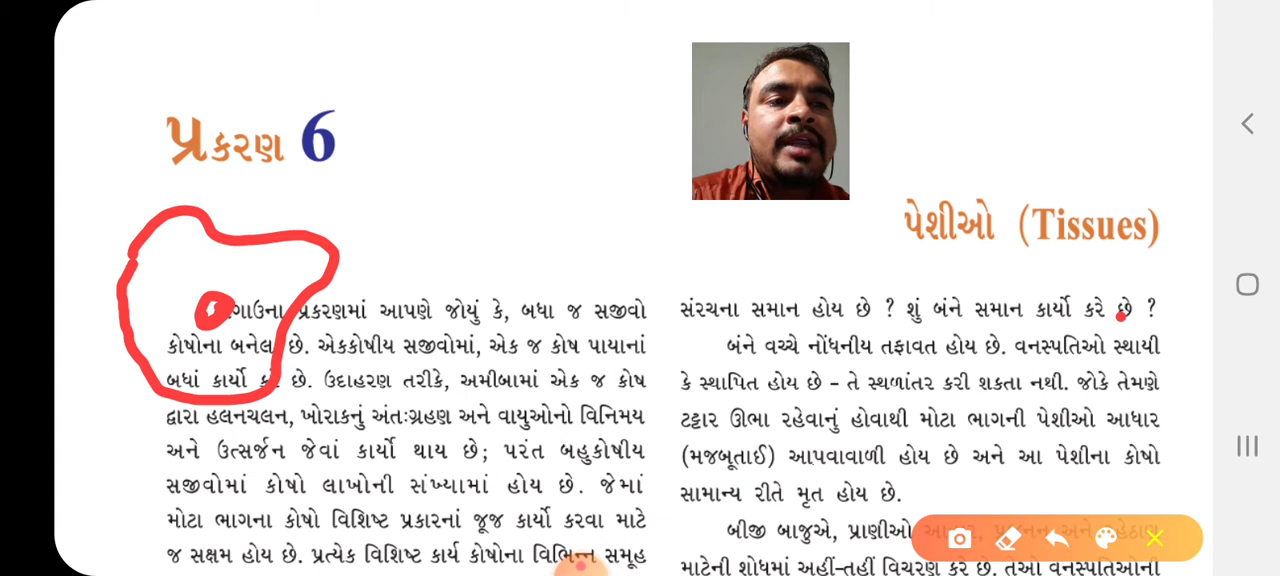 પ્રકરણ 6
પેશીઓ (Tissues)
પ્રકરણમાં આપણે જોયું કે, બધા જ સજીવો
કોષોના બનેલા છે. એકકોષીય સજીવોમાં, એક જ કોષ પાયાનાં
બધાં કાર્યો કરે છે. ઉદાહરણ તરીકે, અમીબામાં એક જ કોષ
દ્વારા હલનચલન, ખોરાકનું અંતઃગ્રહણ અને વાયુઓનો વિનિમય
અને ઉત્સર્જન જેવાં કાર્યો થાય છે; પરંત બહુકોષીય
સજીવોમાં કોષો લાખોની સંખ્યામાં હોય છે. જેમાં
મોટા ભાગના કોષો વિશિષ્ટ પ્રકારનાં જૂજ કાર્યો કરવા માટે
જ સક્ષમ હોય છે. પ્રત્યેક વિશિષ્ટ કાર્ય કોષોના વિભિન્ન સમૂહ
સંરચના સમાન હોય છે ? શું બંને સમાન કાર્યો કરે છે ?
બંને વચ્ચે નોંધનીય તફાવત હોય છે. વનસ્પતિઓ સ્થાયી
કે સ્થાપિત હોય છે – તે સ્થળાંતર કરી શકતા નથી. જોકે તેમણે
ટટ્ટાર ઊભા રહેવાનું હોવાથી મોટા ભાગની પેશીઓ આધાર
(મજબૂતાઈ) આપવાવાળી હોય છે અને આ પેશીના કોષો
સામાન્ય રીતે મૃત હોય છે.
બીજી બાજુએ, પ્રાણીઓ
માટેની શોધમાં અહીં-તહીં વિચરણ કરે છે. તેઓ વનસ્પતિઓની